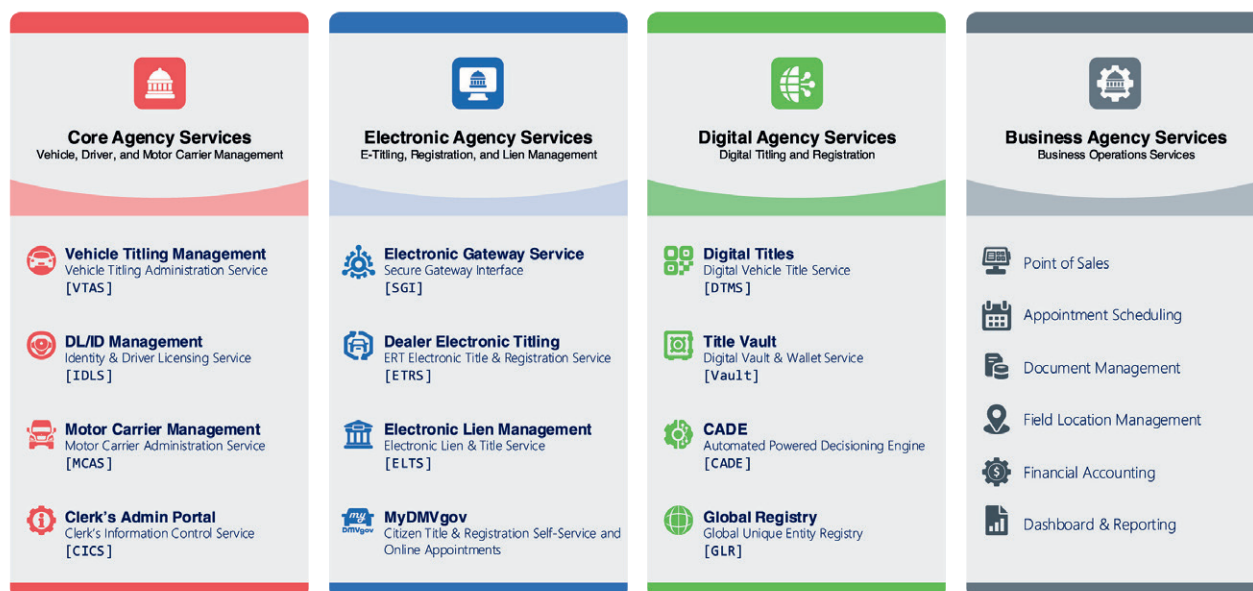 Core Agency Services
Vehicle, Driver, and Motor Carrier Management
Vehicle Titling Management
Vehicle Titling Administration Service
[VTAS]
DL/ID Management
Identity & Driver Licensing Service
[IDLS]
Motor Carrier Management
Motor Carrier Administration Service
[MCAS]
Clerk's Admin Portal
Clerk's Information Control Service
[CICS]
Electronic Agency Services
E-Titling, Registration, and Lien Management
Electronic Gateway Service
Secure Gateway Interface
[SGI]
Dealer Electronic Titling
ERT Electronic Title & Registration Service
[ETRS]
Electronic Lien Management
Electronic Lien & Title Service
[ELTS]
my
DMVgov
MyDMVgov
Citizen Title & Registration Self-Service and
Online Appointments
Digital Agency Services
Digital Titling and Registration
Digital Titles
Digital Vehicle Title Service
[DTMS]
Title Vault
Digital Vault & Wallet Service
[Vault]
CADE
Automated Powered Decisioning Engine
[CADE]
Global Registry
Global Unique Entity Registry
[GLR]
Business Agency Services
Business Operations Services
Point of Sales
Appointment Scheduling
Document Management
Field Location Management
Financial Accounting
Dashboard & Reporting